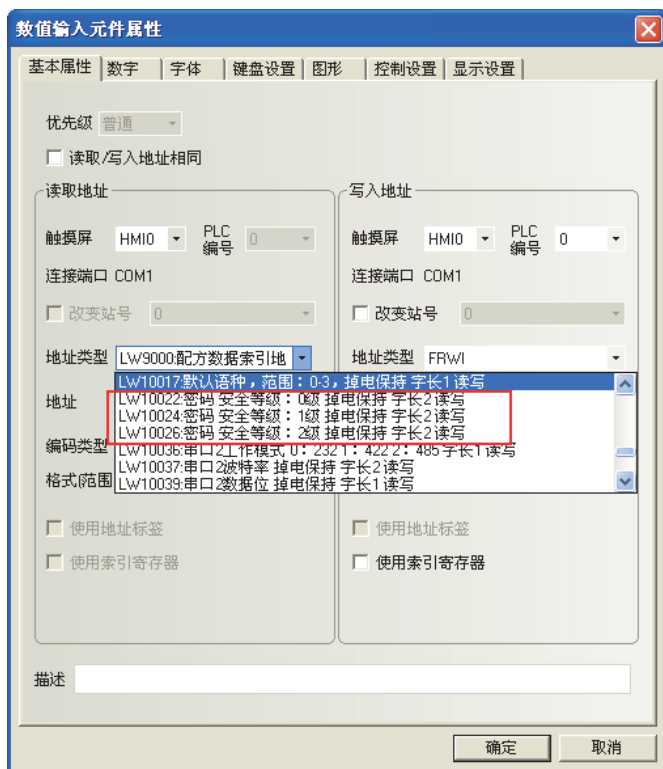 数值输入元件属性
基本属性 数字 字体 键盘设置 图形 控制设置 显示设置
优先级 普通
读取/写入地址相同
读取地址
触摸屏 HMI0 PLC编号 0
连接端口 COM1
改变站号 0
地址类型 LW9000:配方数据索引地
地址
编码类型
格式(范围
LW10017:默认语种，范围：0-3，掉电保持 字长1 读写
LW10022:密码 安全等级：0级 掉电保持 字长2 读写
LW10024:密码 安全等级：1级 掉电保持 字长2 读写
LW10026:密码 安全等级：2级 掉电保持 字长2 读写
LW10036:串口2工作模式 0：232 1：422 2：485 字长1 读写
LW10037:串口2波特率 掉电保持 字长2 读写
LW10039:串口2数据位 掉电保持 字长1 读写
使用地址标签
使用索引寄存器
写入地址
触摸屏 HMI0 PLC编号 0
连接端口 COM1
改变站号 0
地址类型 FRWI
使用地址标签
使用索引寄存器
描述
确定 取消